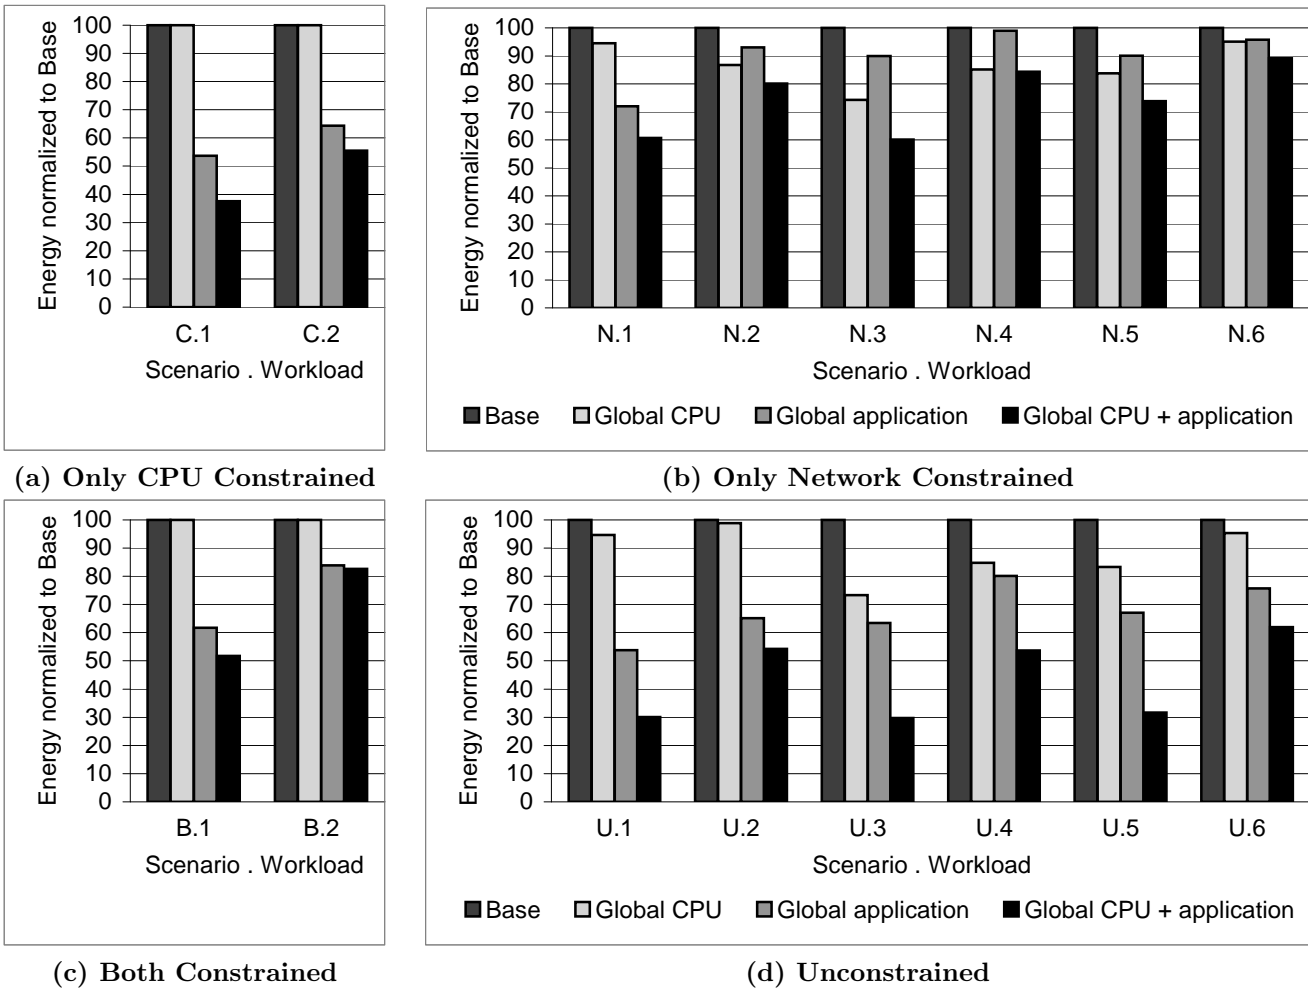 Energy normalized to Base
100
90
80
70
60
50
40
30
20
10
0
C.1 C.2
Scenario . Workload
(a) Only CPU Constrained
Energy normalized to Base
100
90
80
70
60
50
40
30
20
10
0
N.1 N.2 N.3 N.4 N.5 N.6
Scenario . Workload
Base Global CPU Global application Global CPU + application
(b) Only Network Constrained
Energy normalized to Base
100
90
80
70
60
50
40
30
20
10
0
B.1 B.2
Scenario . Workload
(c) Both Constrained
Energy normalized to Base
100
90
80
70
60
50
40
30
20
10
0
U.1 U.2 U.3 U.4 U.5 U.6
Scenario . Workload
Base Global CPU Global application Global CPU + application
(d) Unconstrained